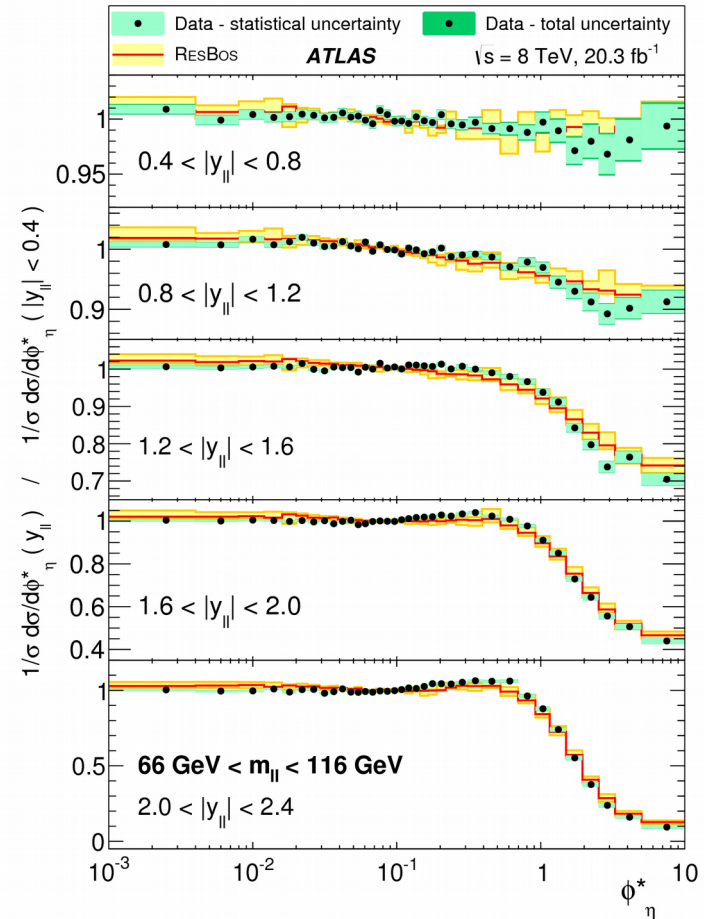 Data - statistical uncertainty
Data - total uncertainty
RESBOS
ATLAS
√s = 8 TeV, 20.3 fb⁻¹
1/σ dσ/dϕ*η ( yll ) / 1/σ dσ/dϕ*η ( |yll| < 0.4 )
1
0.95
0.4 < |yll| < 0.8
1
0.9
0.8 < |yll| < 1.2
1
0.9
0.8
0.7
1.2 < |yll| < 1.6
1
0.8
0.6
0.4
1.6 < |yll| < 2.0
1
0.5
0
66 GeV < mll < 116 GeV
2.0 < |yll| < 2.4
10⁻³ 10⁻² 10⁻¹ 1 10
ϕ*η